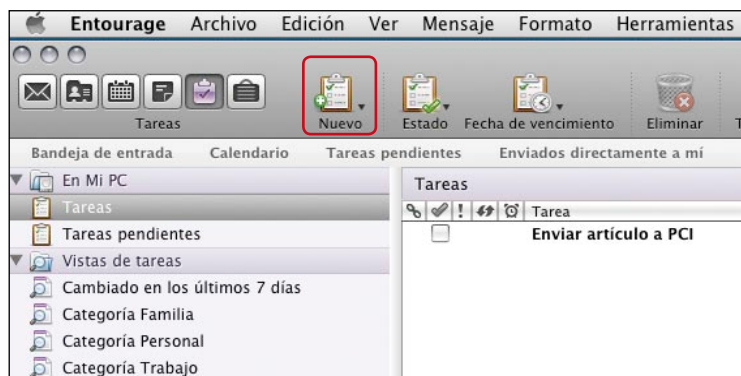 Entourage Archivo Edición Ver Mensaje Formato Herramientas
Tareas Nuevo Estado Fecha de vencimiento Eliminar T
Bandeja de entrada Calendario Tareas pendientes Enviados directamente a mí
En Mi PC
Tareas
Tareas
Tarea
Tareas pendientes
Enviar artículo a PCI
Vistas de tareas
Cambiado en los últimos 7 días
Categoría Familia
Categoría Personal
Categoría Trabajo